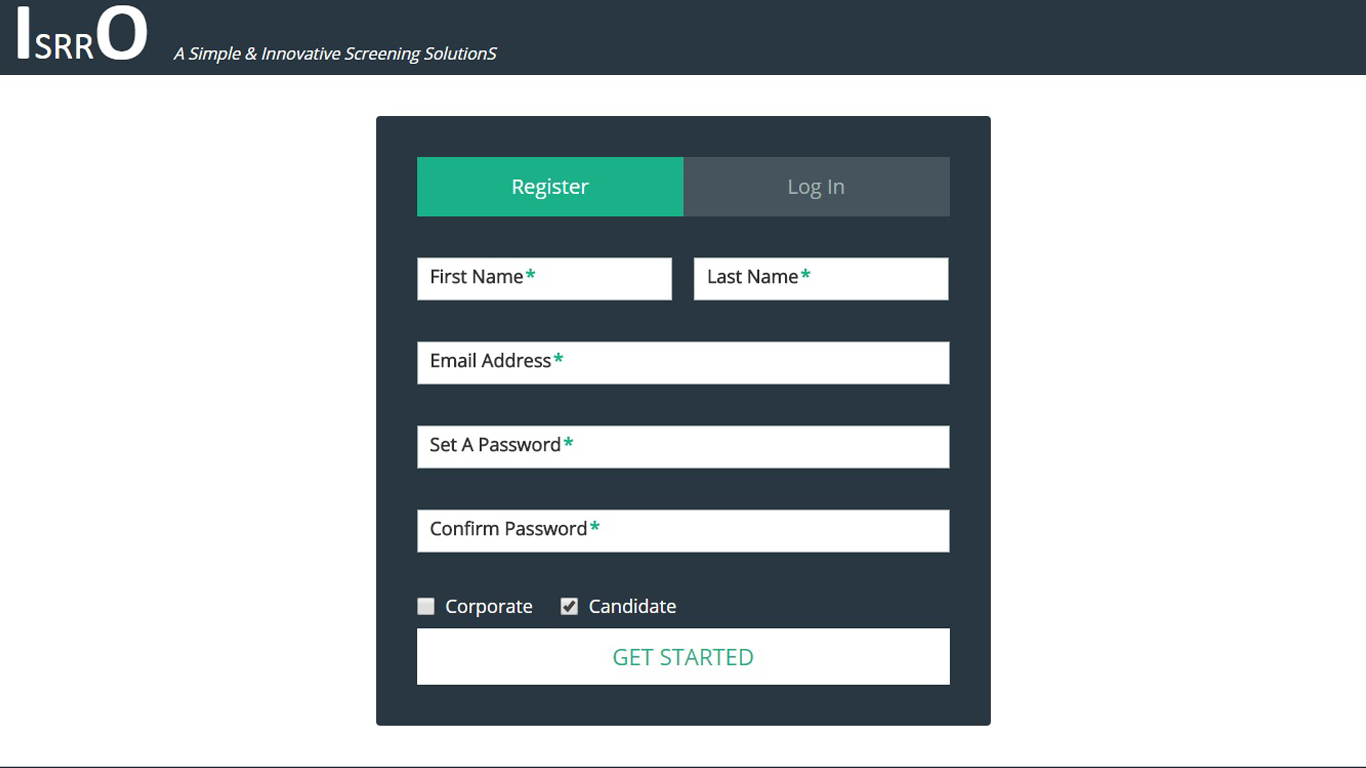 ISRRO
A Simple & Innovative Screening SolutionS
Register Log In
First Name* Last Name*
Email Address*
Set A Password*
Confirm Password*
Corporate Candidate
GET STARTED